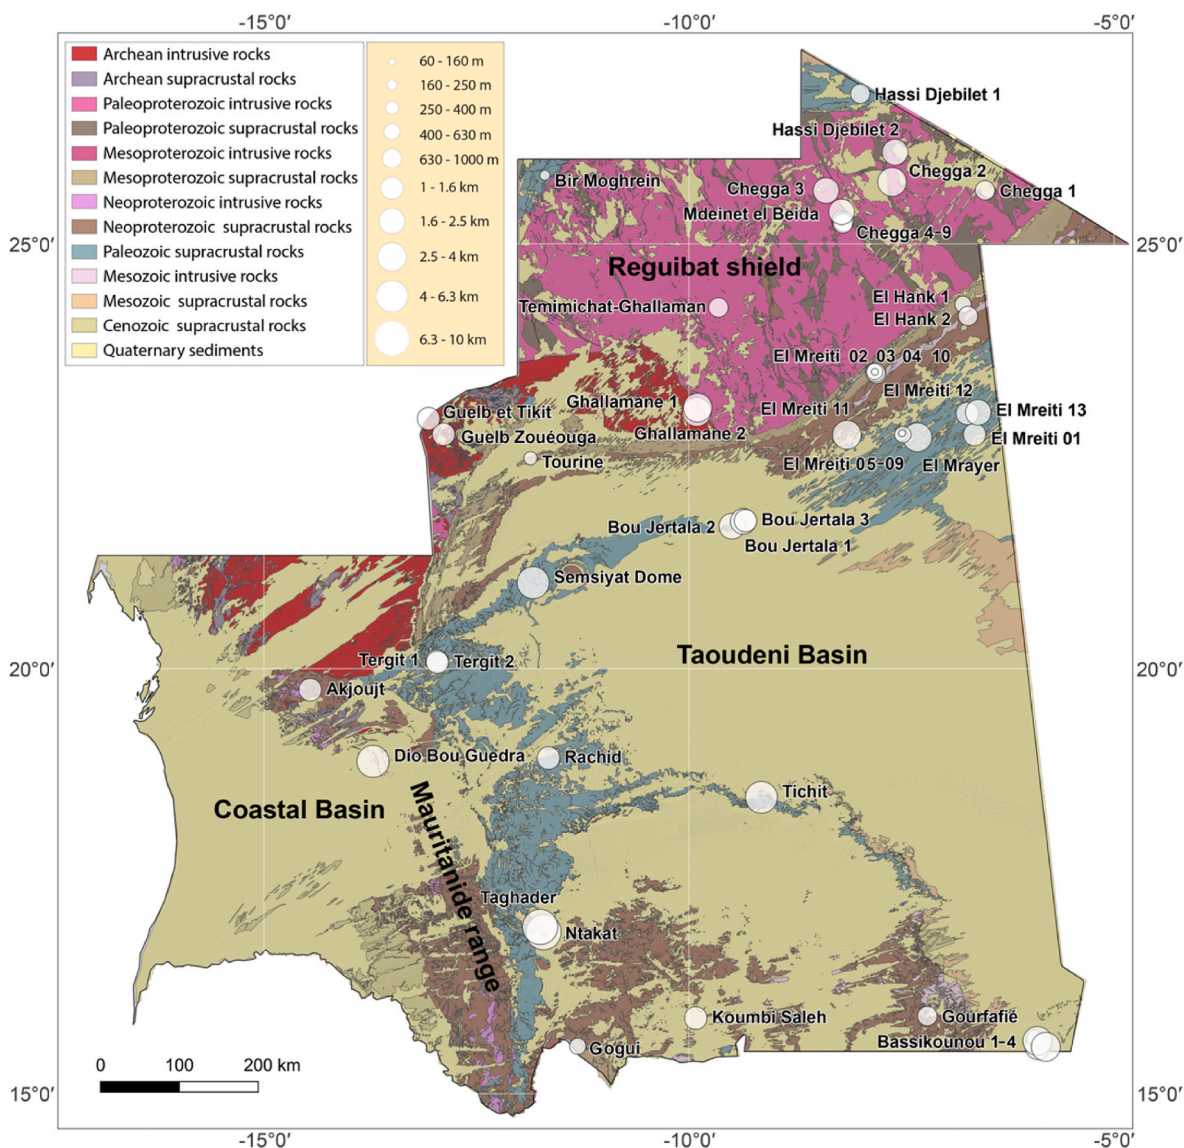 -15°0′
-10°0′
-5°0′
Archean intrusive rocks
Archean supracrustal rocks
Paleoproterozoic intrusive rocks
Paleoproterozoic supracrustal rocks
Mesoproterozoic intrusive rocks
Mesoproterozoic supracrustal rocks
Neoproterozoic intrusive rocks
Neoproterozoic supracrustal rocks
Paleozoic supracrustal rocks
Mesozoic intrusive rocks
Mesozoic supracrustal rocks
Cenozoic supracrustal rocks
Quaternary sediments
60 - 160 m
160 - 250 m
250 - 400 m
400 - 630 m
630 - 1000 m
1 - 1.6 km
1.6 - 2.5 km
2.5 - 4 km
4 - 6.3 km
6.3 - 10 km
Hassi Djebilet 1
Hassi Djebilet 2
Chegga 2
Bir Moghrein
Chegga 3
Chegga 1
Mdeinet el Beida
Chegga 4-9
25°0′
25°0′
Reguibat shield
El Hank 1
Temimichat-Ghallaman
El Hank 2
El Mreiti 02 03 04 10
El Mreiti 12
Ghallamane 1
El Mreiti 11
El Mreiti 13
Guelb et Tikit
Guelb Zouéouga
Ghallamane 2
El Mreiti 01
Tourine
El Mreiti 05-09
El Mrayer
Bou Jertala 2
Bou Jertala 3
Bou Jertala 1
Semsiyat Dome
Taoudeni Basin
Tergit 1
Tergit 2
20°0′
20°0′
Akjoujt
Dio Bou Guedra
Rachid
Tichit
Coastal Basin
Mauritanide range
Taghader
Ntakat
Koumbi Saleh
Gourfafié
Bassikounou 1-4
Gogui
0
100
200 km
15°0′
15°0′
-15°0′
-10°0′
-5°0′